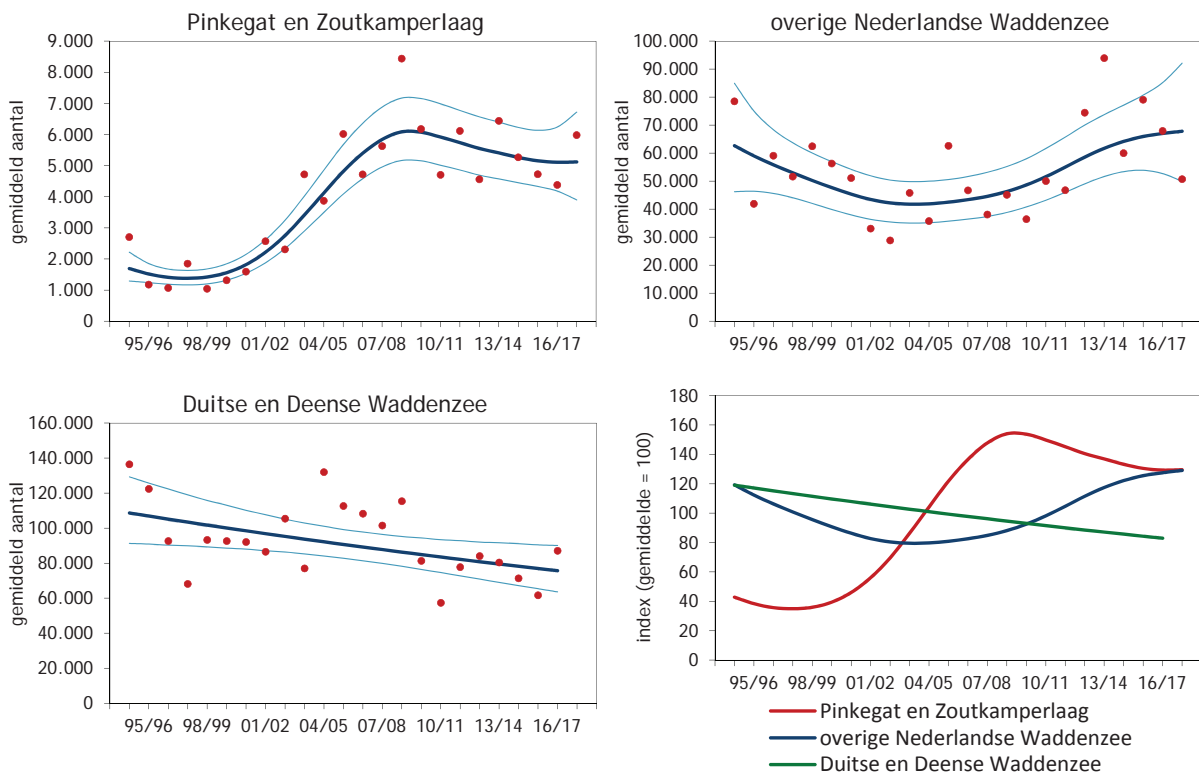 Pinkegat en Zoutkamperlaag
gemiddeld aantal
9.000
8.000
7.000
6.000
5.000
4.000
3.000
2.000
1.000
0
95/96 98/99 01/02 04/05 07/08 10/11 13/14 16/17
overige Nederlandse Waddenzee
gemiddeld aantal
100.000
90.000
80.000
70.000
60.000
50.000
40.000
30.000
20.000
10.000
0
95/96 98/99 01/02 04/05 07/08 10/11 13/14 16/17
Duitse en Deense Waddenzee
gemiddeld aantal
160.000
140.000
120.000
100.000
80.000
60.000
40.000
20.000
0
95/96 98/99 01/02 04/05 07/08 10/11 13/14 16/17
index (gemiddelde = 100)
180
160
140
120
100
80
60
40
20
0
95/96 98/99 01/02 04/05 07/08 10/11 13/14 16/17
Pinkegat en Zoutkamperlaag
overige Nederlandse Waddenzee
Duitse en Deense Waddenzee